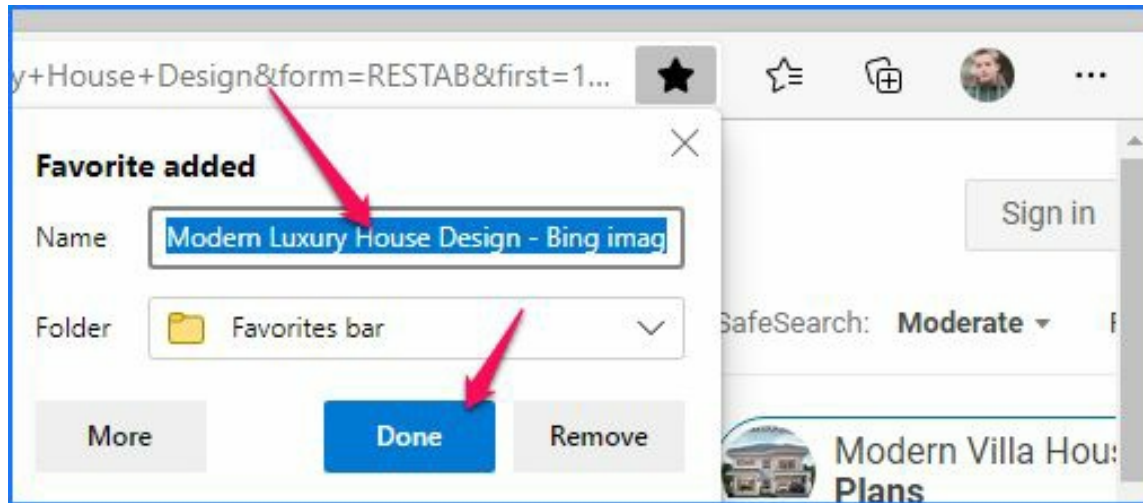 y+House+Design&form=RESTAB&first=1...
Favorite added
Name Modern Luxury House Design - Bing imag
Sign in
Folder Favorites bar
SafeSearch: Moderate
More Done Remove
Modern Villa Hou
Plans